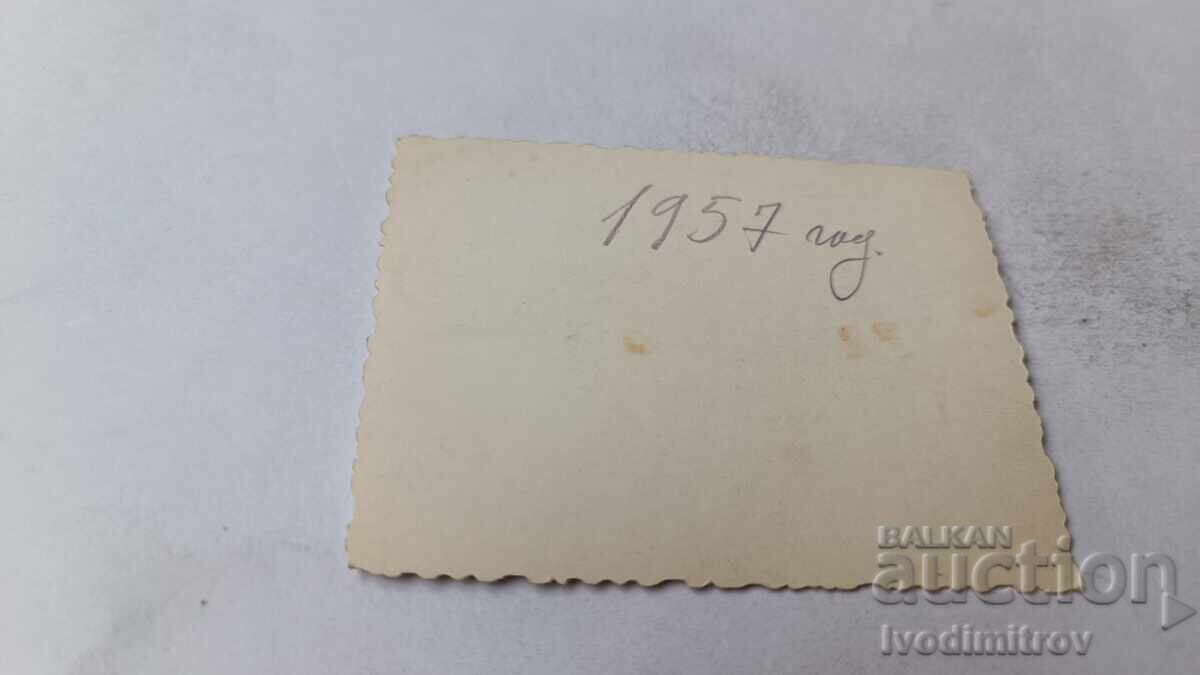 1957 год.
BALKAN
auction
Ivodimitrov